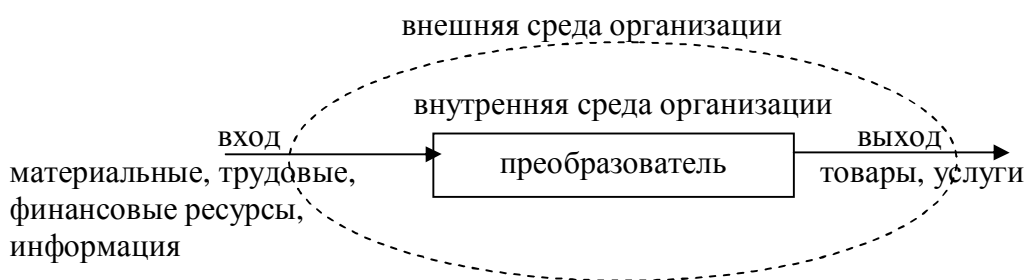 внешняя среда организации
внутренняя среда организации
вход
выход
преобразователь
материальные, трудовые,
финансовые ресурсы,
информация
товары, услуги